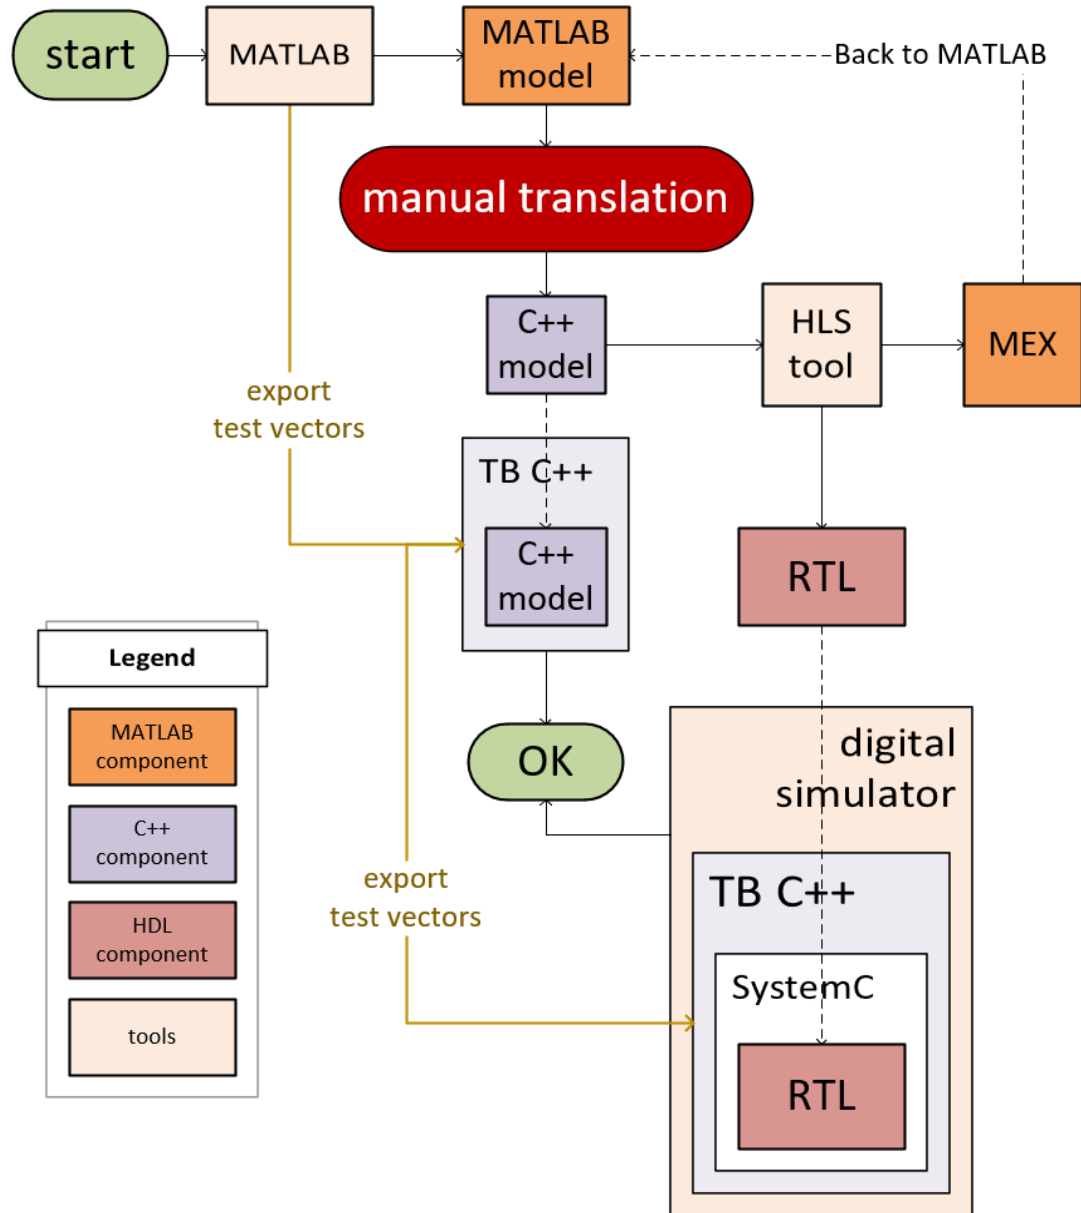 start
MATLAB
MATLAB
model
Back to MATLAB
manual translation
C++
model
HLS
tool
MEX
export
test vectors
TB C++
C++
model
RTL
Legend
MATLAB
component
C++
component
HDL
component
tools
OK
digital
simulator
export
test vectors
TB C++
SystemC
RTL